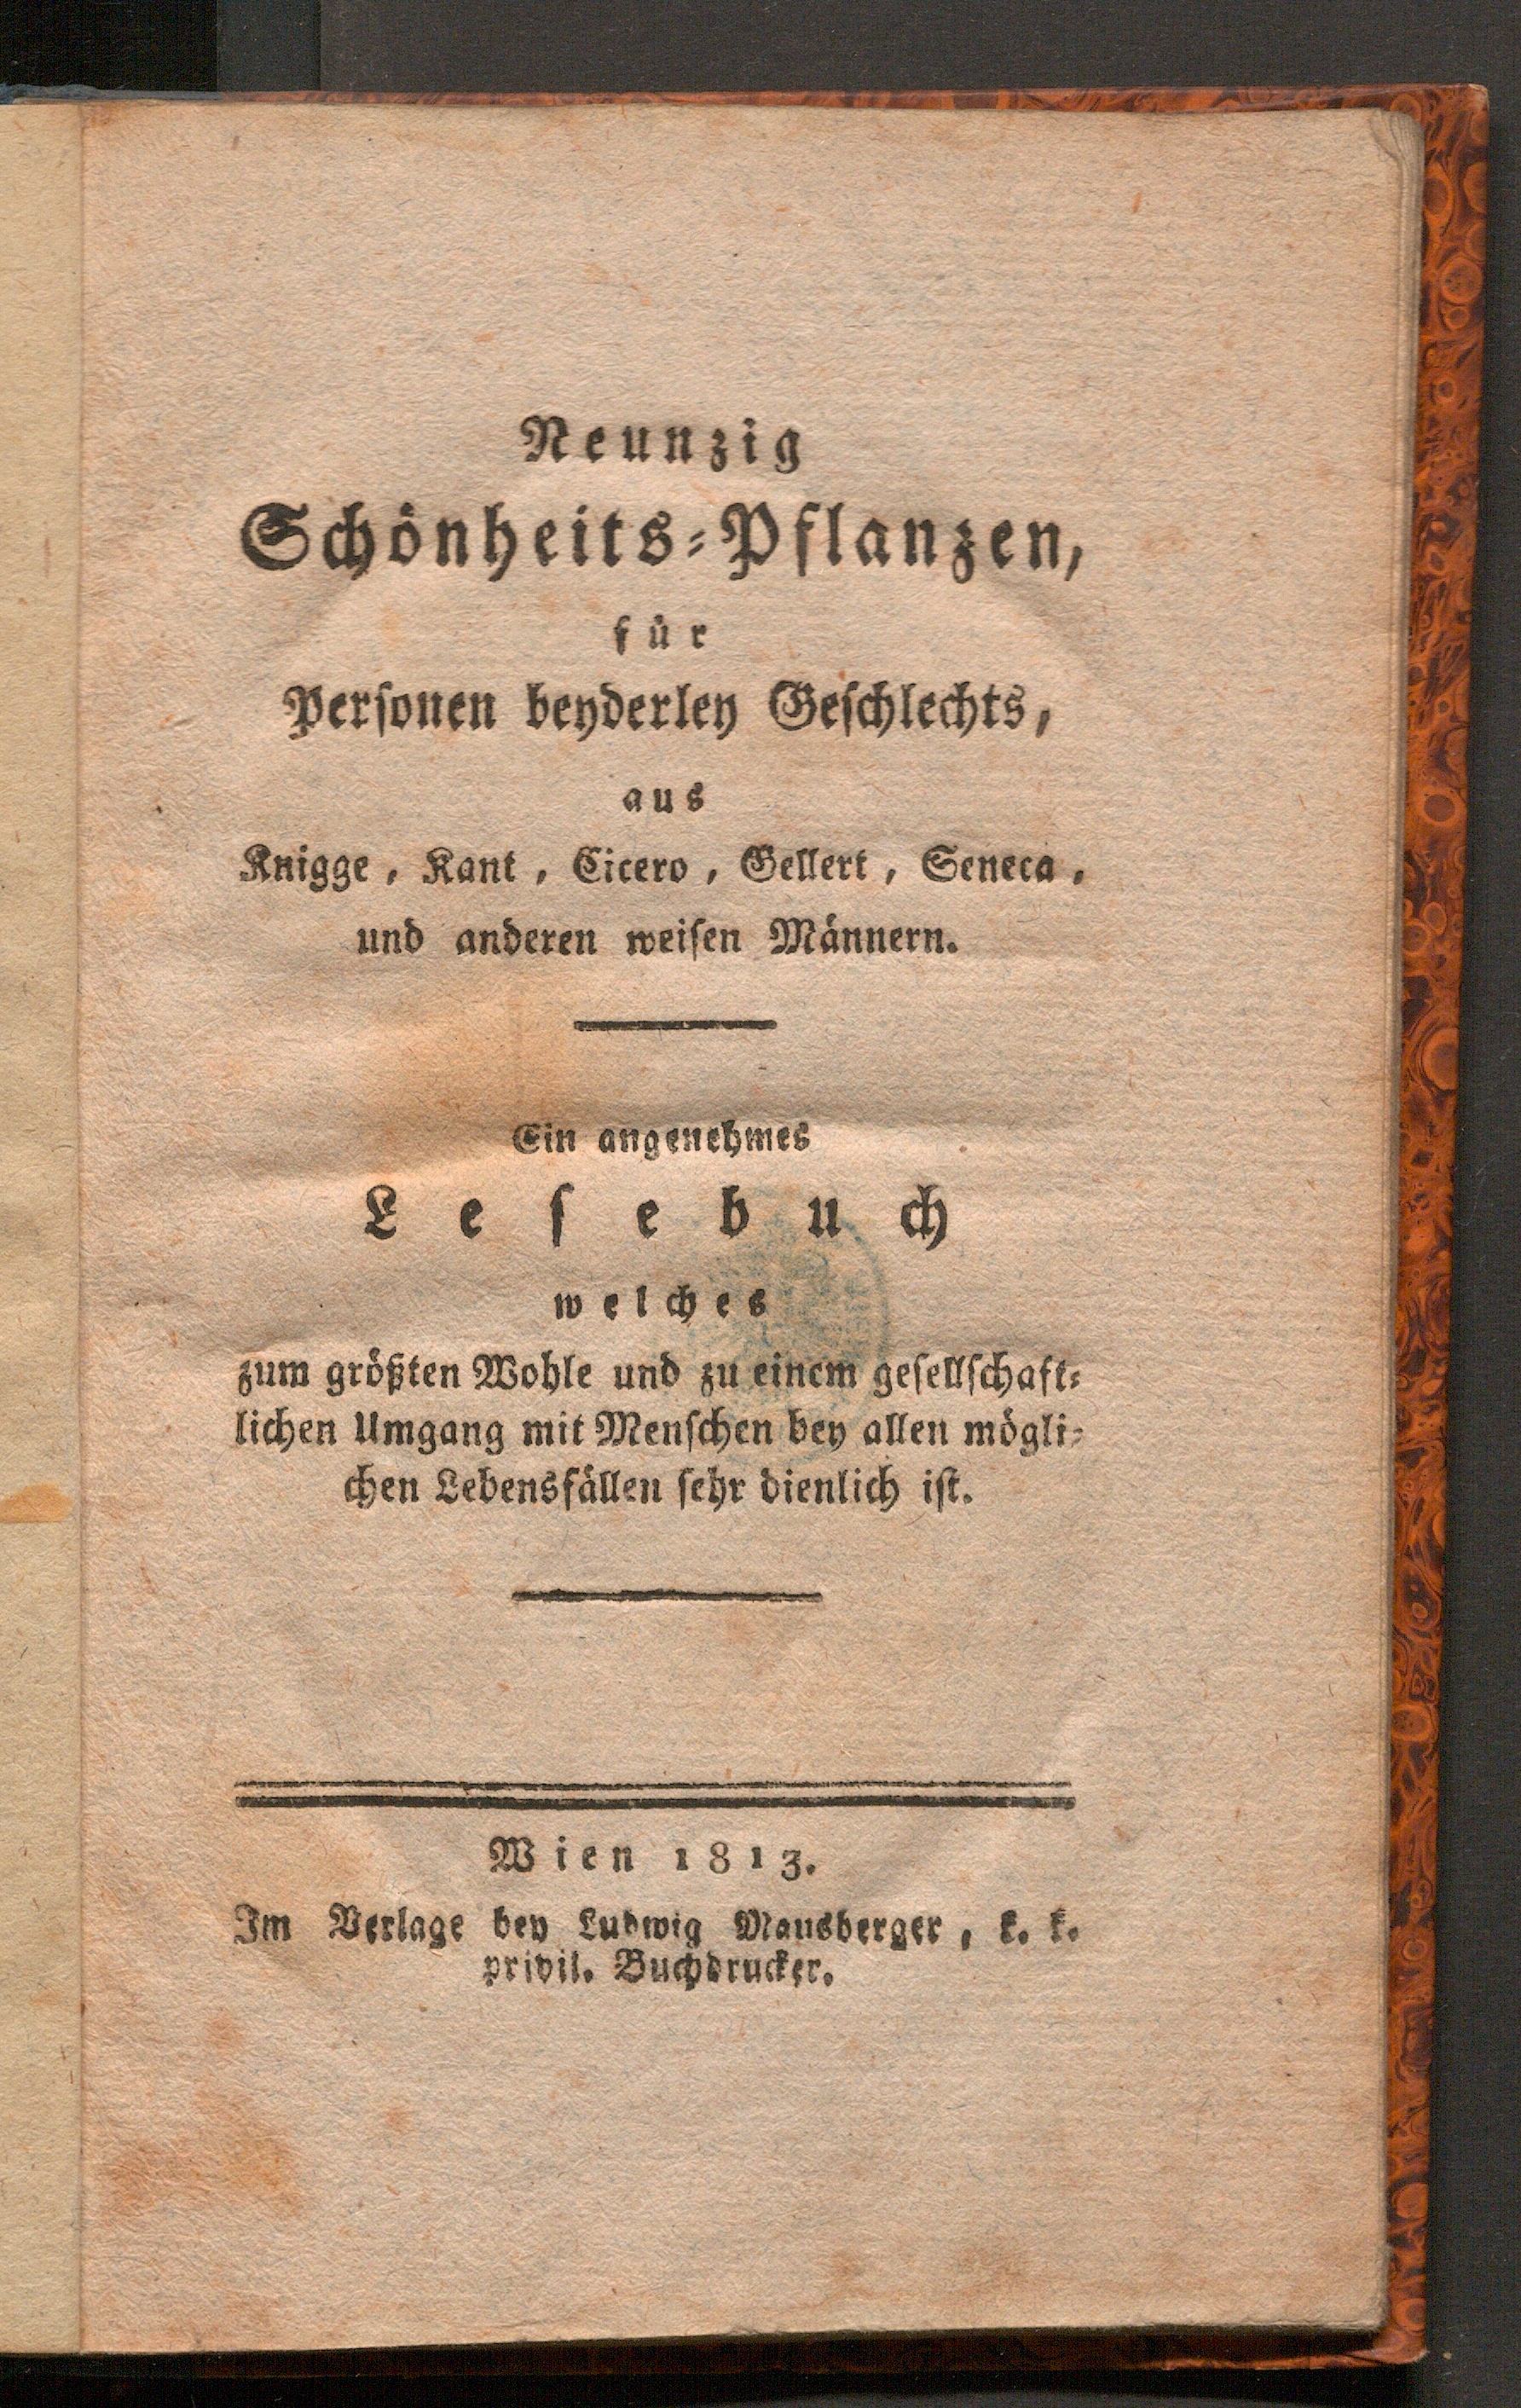 Neunzig
Schönheits-Pflanzen,
für
Personen beyderley Geschlechts,
aus
Knigge, Kant, Cicero, Gellert, Seneca,
und anderen weisen Männern.
Ein angenehmes
Lesebuch
welches
zum größten Wohle und zu einem gesellschaft-
lichen Umgang mit Menschen bey allen mögli-
chen Lebensfällen sehr dienlich ist.
Wien 1813.
Im Verlage bey Ludwig Mausberger, k. k.
privil. Buchdrucker.